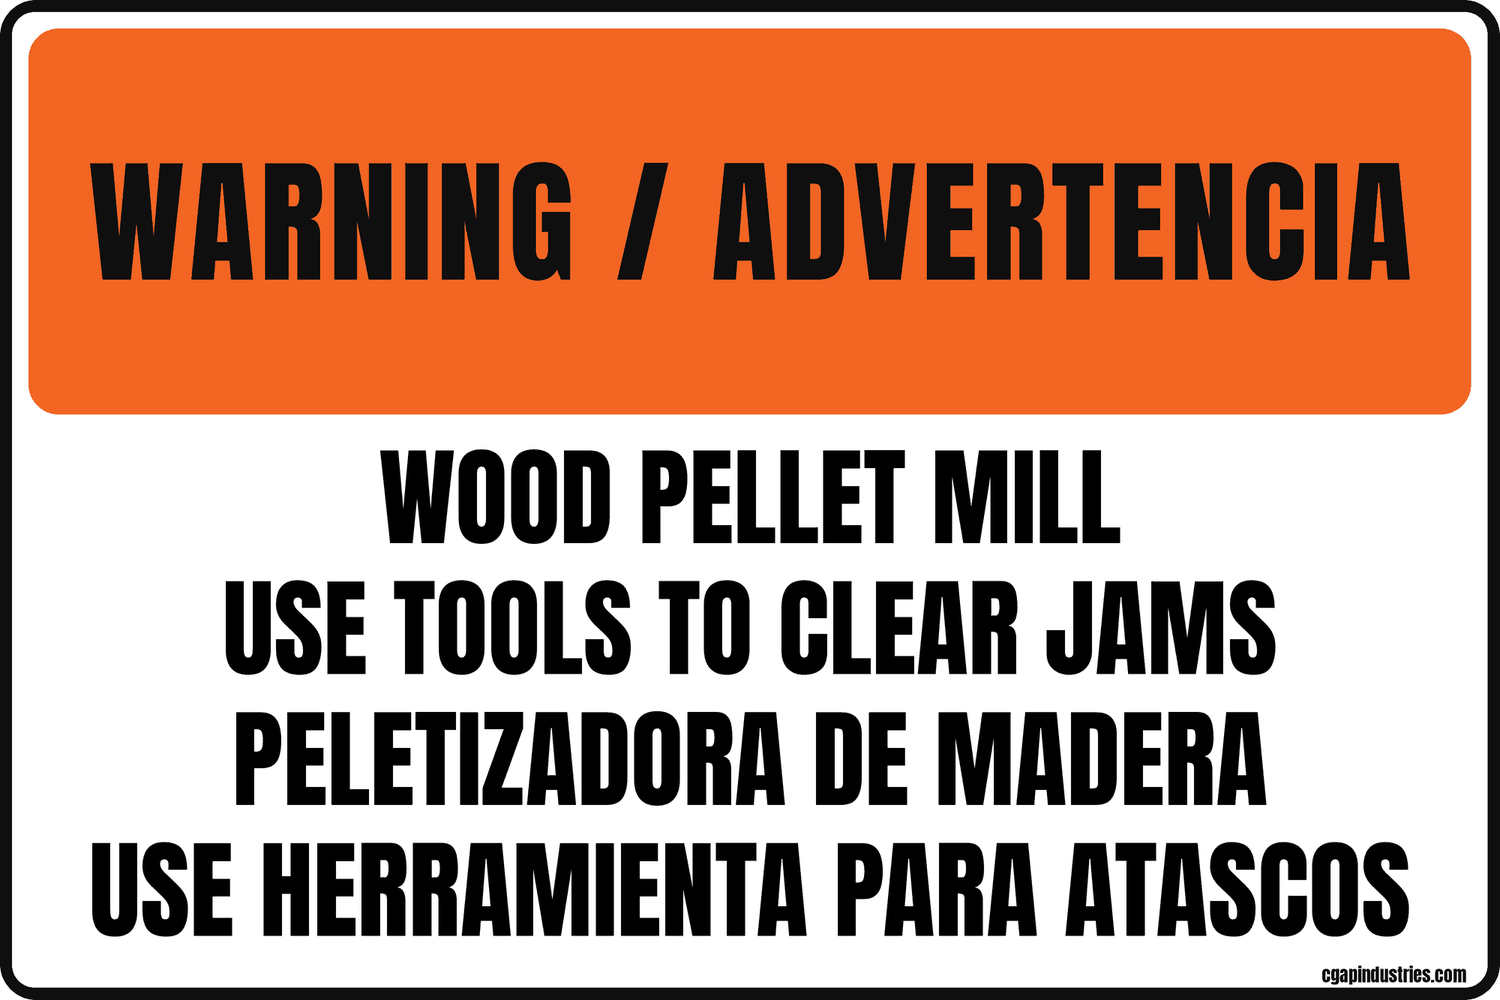 WARNING / ADVERTENCIA
WOOD PELLET MILL
USE TOOLS TO CLEAR JAMS
PELETIZADORA DE MADERA
USE HERRAMIENTA PARA ATASCOS
cgapindustries.com